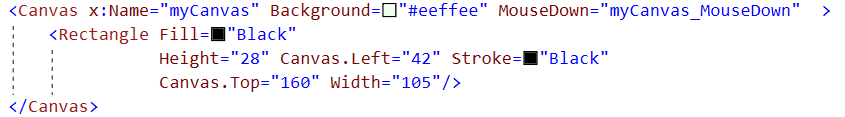 <Canvas x:Name="myCanvas" Background="#eeffee" MouseDown="myCanvas_MouseDown"  >
<Rectangle Fill="Black"
Height="28" Canvas.Left="42" Stroke="Black"
Canvas.Top="160" Width="105"/>
</Canvas>